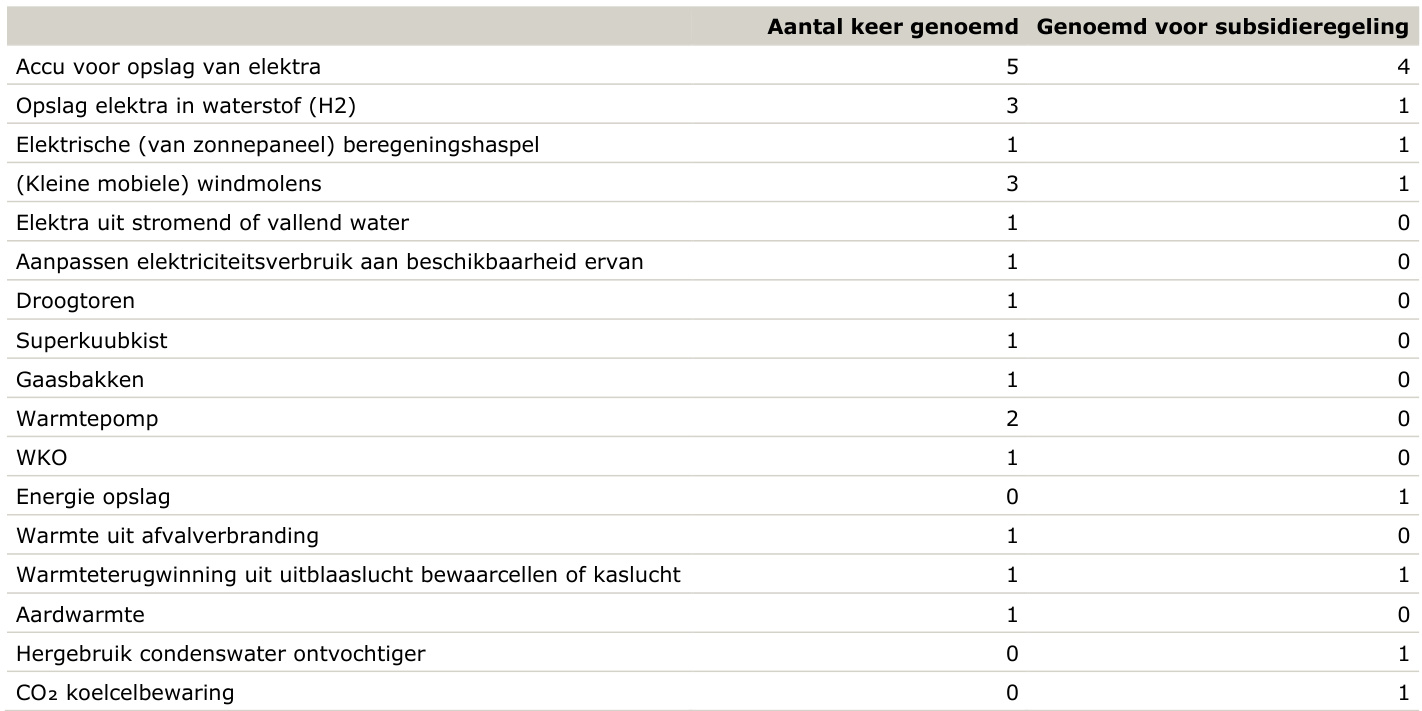 Aantal keer genoemd Genoemd voor subsidieregeling
Accu voor opslag van elektra 5 4
Opslag elektra in waterstof (H2) 3 1
Elektrische (van zonnepaneel) beregeningshaspel 1 1
(Kleine mobiele) windmolens 3 1
Elektra uit stromend of vallend water 1 0
Aanpassen elektriciteitsverbruik aan beschikbaarheid ervan 1 0
Droogtoren 1 0
Superkuubkist 1 0
Gaasbakken 1 0
Warmtepomp 2 0
WKO 1 0
Energie opslag 0 1
Warmte uit afvalverbranding 1 0
Warmteterugwinning uit uitblaaslucht bewaarcellen of kaslucht 1 1
Aardwarmte 1 0
Hergebruik condenswater ontvochtiger 0 1
CO₂ koelcelbewaring 0 1